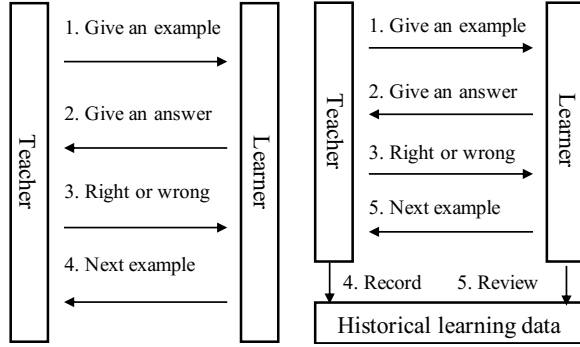 1. Give an example
2. Give an answer
3. Right or wrong
4. Next example
Teacher
Learner
1. Give an example
2. Give an answer
3. Right or wrong
5. Next example
Teacher
Learner
4. Record
5. Review
Historical learning data